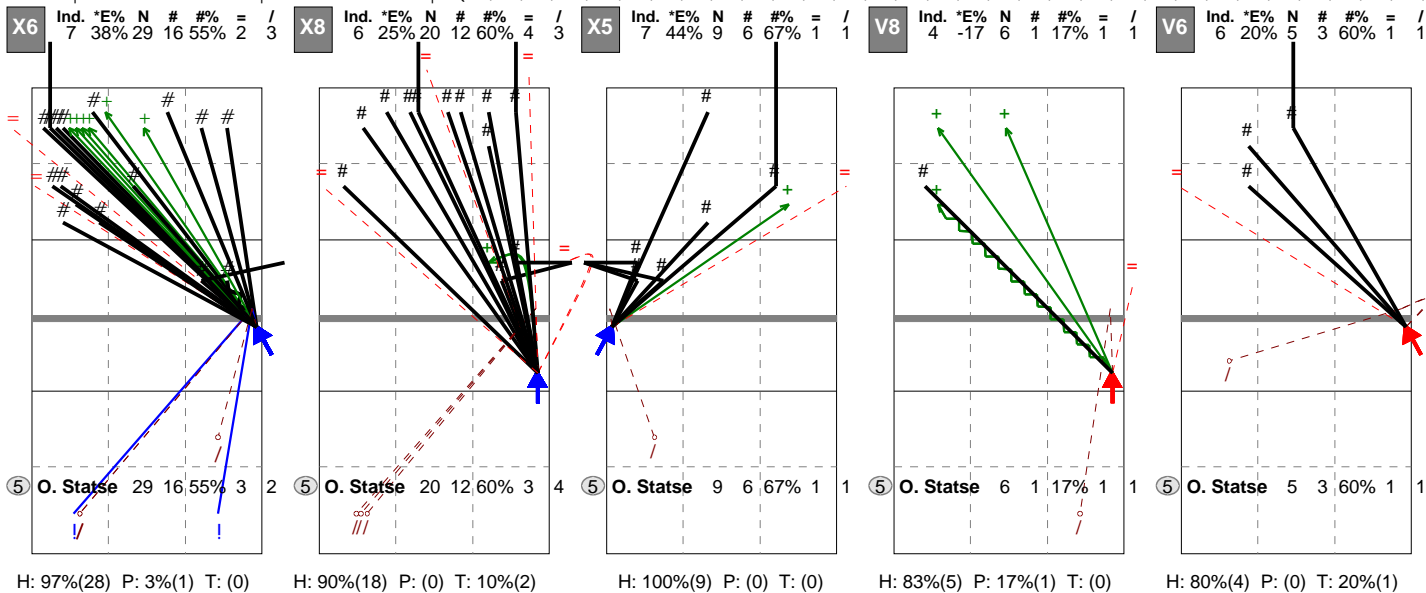 X6 Ind. *E% N # #% = /
7 38% 29 16 55% 2 3
X8 Ind. *E% N # #% = /
6 25% 20 12 60% 4 3
X5 Ind. *E% N # #% = /
7 44% 9 6 67% 1 1
V8 Ind. *E% N # #% = /
4 -17 6 1 17% 1 1
V6 Ind. *E% N # #% = /
6 20% 5 3 60% 1 1
5 O. Statse 29 16 55% 3 2
5 O. Statse 20 12 60% 3 4
5 O. Statse 9 6 67% 1 1
5 O. Statse 6 1 17% 1 1
5 O. Statse 5 3 60% 1 1
H: 97%(28) P: 3%(1) T: (0)
H: 90%(18) P: (0) T: 10%(2)
H: 100%(9) P: (0) T: (0)
H: 83%(5) P: 17%(1) T: (0)
H: 80%(4) P: (0) T: 20%(1)